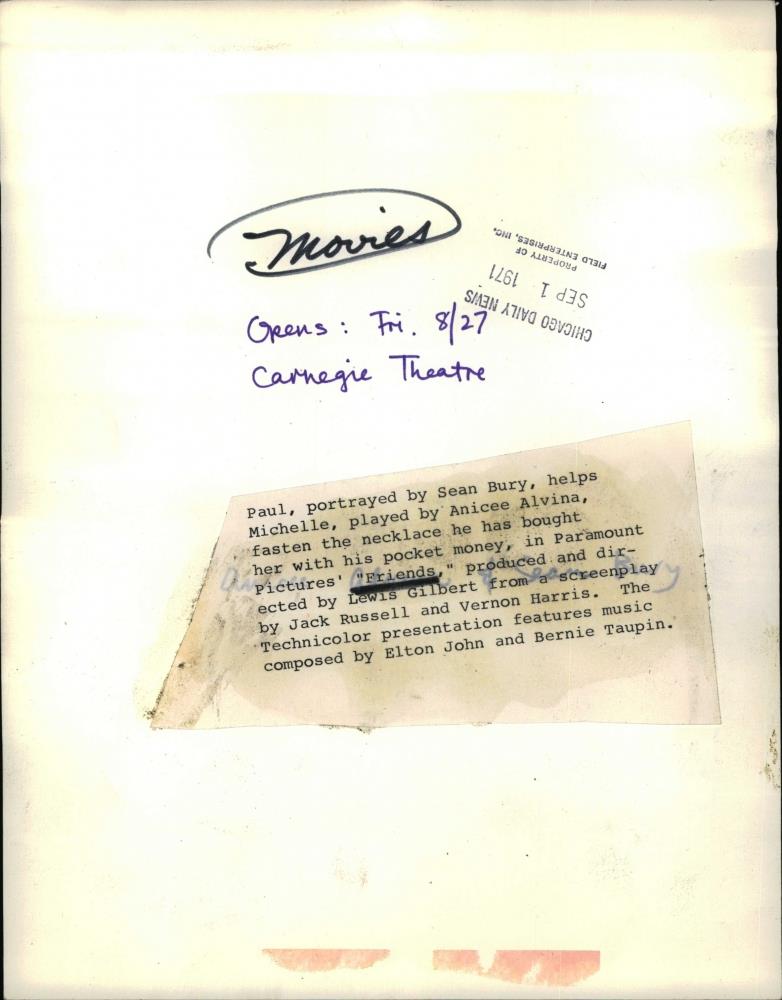 Movies
FIELD ENTERPRISES, INC.
PROPERTY OF
SEP 1 1971
CHICAGO DAILY NEWS
Opens: Fri. 8/27
Carnegie Theatre
Paul, portrayed by Sean Bury, helps
Michelle, played by Anicee Alvina,
fasten the necklace he has bought
her with his pocket money, in Paramount
Pictures' "Friends," produced and dir-
ected by Lewis Gilbert from a screenplay
by Jack Russell and Vernon Harris. The
Technicolor presentation features music
composed by Elton John and Bernie Taupin.
& Sean Bury